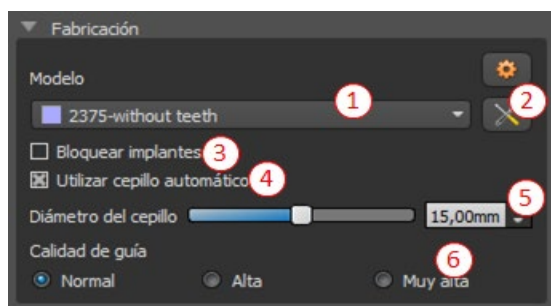 Fabricación
Modelo
2375-without teeth 1 2
Bloquear implantes 3
Utilizar cepillo automático 4
Diámetro del cepillo 15,00mm 5
Calidad de guía 6
Normal Alta Muy alta